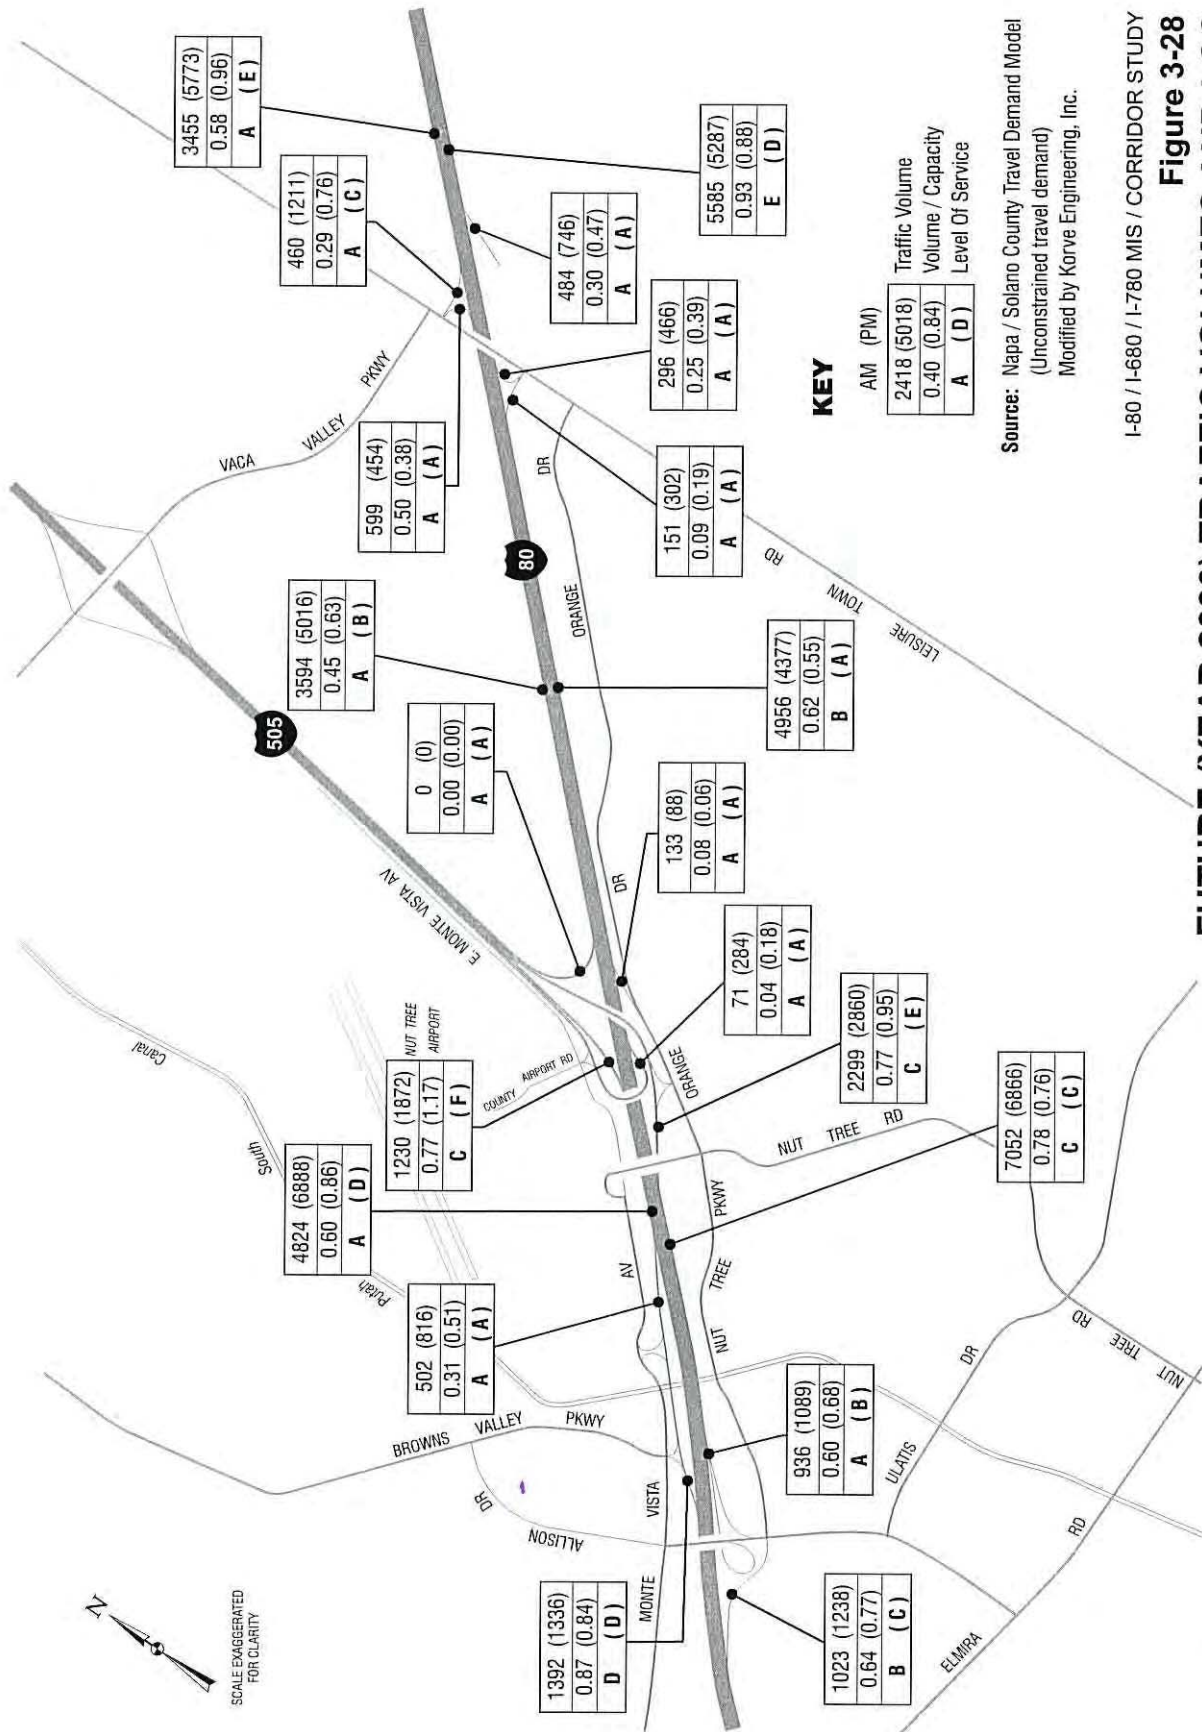 N
SCALE EXAGGERATED
FOR CLARITY
Canal
South
Putah
505
80
VACA VALLEY PKWY
E. MONTE VISTA AV
NUT TREE
AIRPORT
COUNTY AIRPORT RD
ORANGE DR
ORANGE DR
LEISURE TOWN RD
NUT TREE RD
NUT TREE PKWY
BROWNS VALLEY PKWY
ALLISON DR
MONTE VISTA AV
ULATIS DR
ELMIRA RD
NUT TREE RD
3455 (5773)
0.58 (0.96)
A (E)
460 (1211)
0.29 (0.76)
A (C)
599 (454)
0.50 (0.38)
A (A)
3594 (5016)
0.45 (0.63)
A (B)
0 (0)
0.00 (0.00)
A (A)
1230 (1872)
0.77 (1.17)
C (F)
4824 (6888)
0.60 (0.86)
A (D)
502 (816)
0.31 (0.51)
A (A)
1392 (1336)
0.87 (0.84)
D (D)
5585 (5287)
0.93 (0.88)
E (D)
484 (746)
0.30 (0.47)
A (A)
296 (466)
0.25 (0.39)
A (A)
151 (302)
0.09 (0.19)
A (A)
4956 (4377)
0.62 (0.55)
B (A)
133 (88)
0.08 (0.06)
A (A)
71 (284)
0.04 (0.18)
A (A)
2299 (2860)
0.77 (0.95)
C (E)
7052 (6866)
0.78 (0.76)
C (C)
936 (1089)
0.60 (0.68)
A (B)
1023 (1238)
0.64 (0.77)
B (C)
KEY
AM (PM)
2418 (5018) Traffic Volume
0.40 (0.84) Volume / Capacity
A (D) Level Of Service
Source: Napa / Solano County Travel Demand Model
(Unconstrained travel demand)
Modified by Korve Engineering, Inc.
I-80 / I-680 / I-780 MIS / CORRIDOR STUDY
Figure 3-28